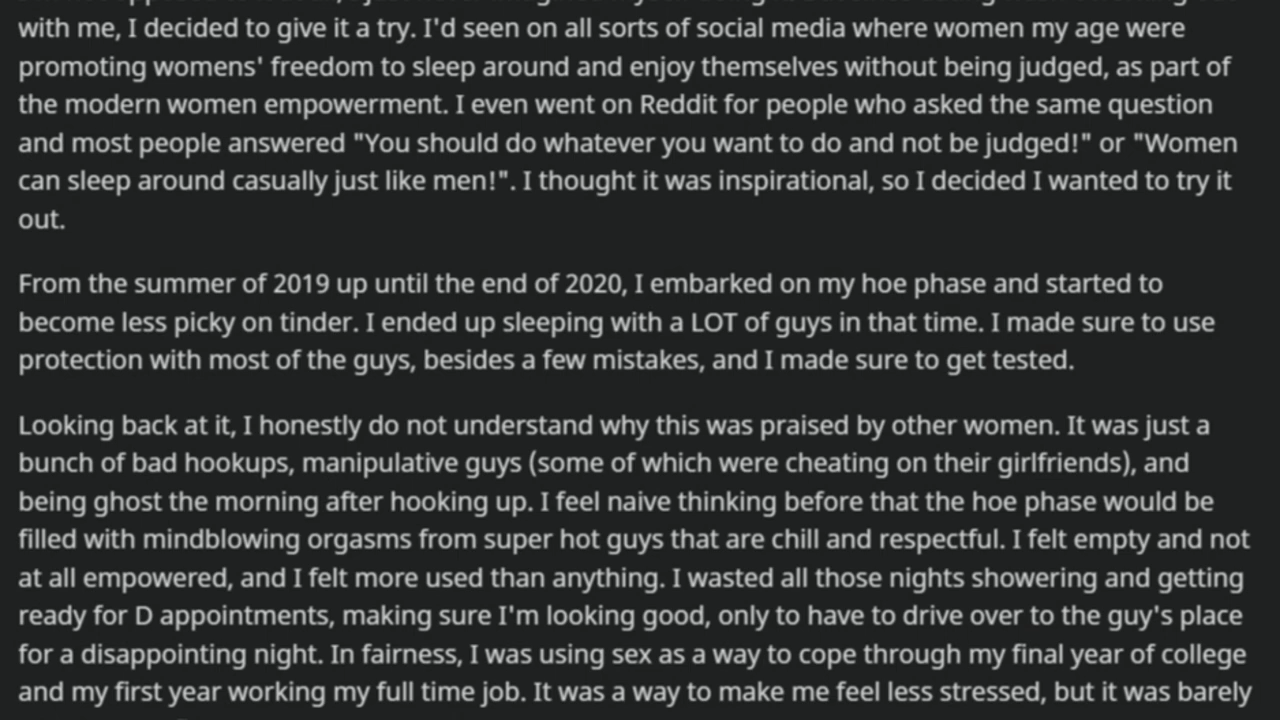 with me, I decided to give it a try. I'd seen on all sorts of social media where women my age were
promoting womens' freedom to sleep around and enjoy themselves without being judged, as part of
the modern women empowerment. I even went on Reddit for people who asked the same question
and most people answered "You should do whatever you want to do and not be judged!" or "Women
can sleep around casually just like men!". I thought it was inspirational, so I decided I wanted to try it
out.
From the summer of 2019 up until the end of 2020, I embarked on my hoe phase and started to
become less picky on tinder. I ended up sleeping with a LOT of guys in that time. I made sure to use
protection with most of the guys, besides a few mistakes, and I made sure to get tested.
Looking back at it, I honestly do not understand why this was praised by other women. It was just a
bunch of bad hookups, manipulative guys (some of which were cheating on their girlfriends), and
being ghost the morning after hooking up. I feel naive thinking before that the hoe phase would be
filled with mindblowing orgasms from super hot guys that are chill and respectful. I felt empty and not
at all empowered, and I felt more used than anything. I wasted all those nights showering and getting
ready for D appointments, making sure I'm looking good, only to have to drive over to the guy's place
for a disappointing night. In fairness, I was using sex as a way to cope through my final year of college
and my first year working my full time job. It was a way to make me feel less stressed, but it was barely